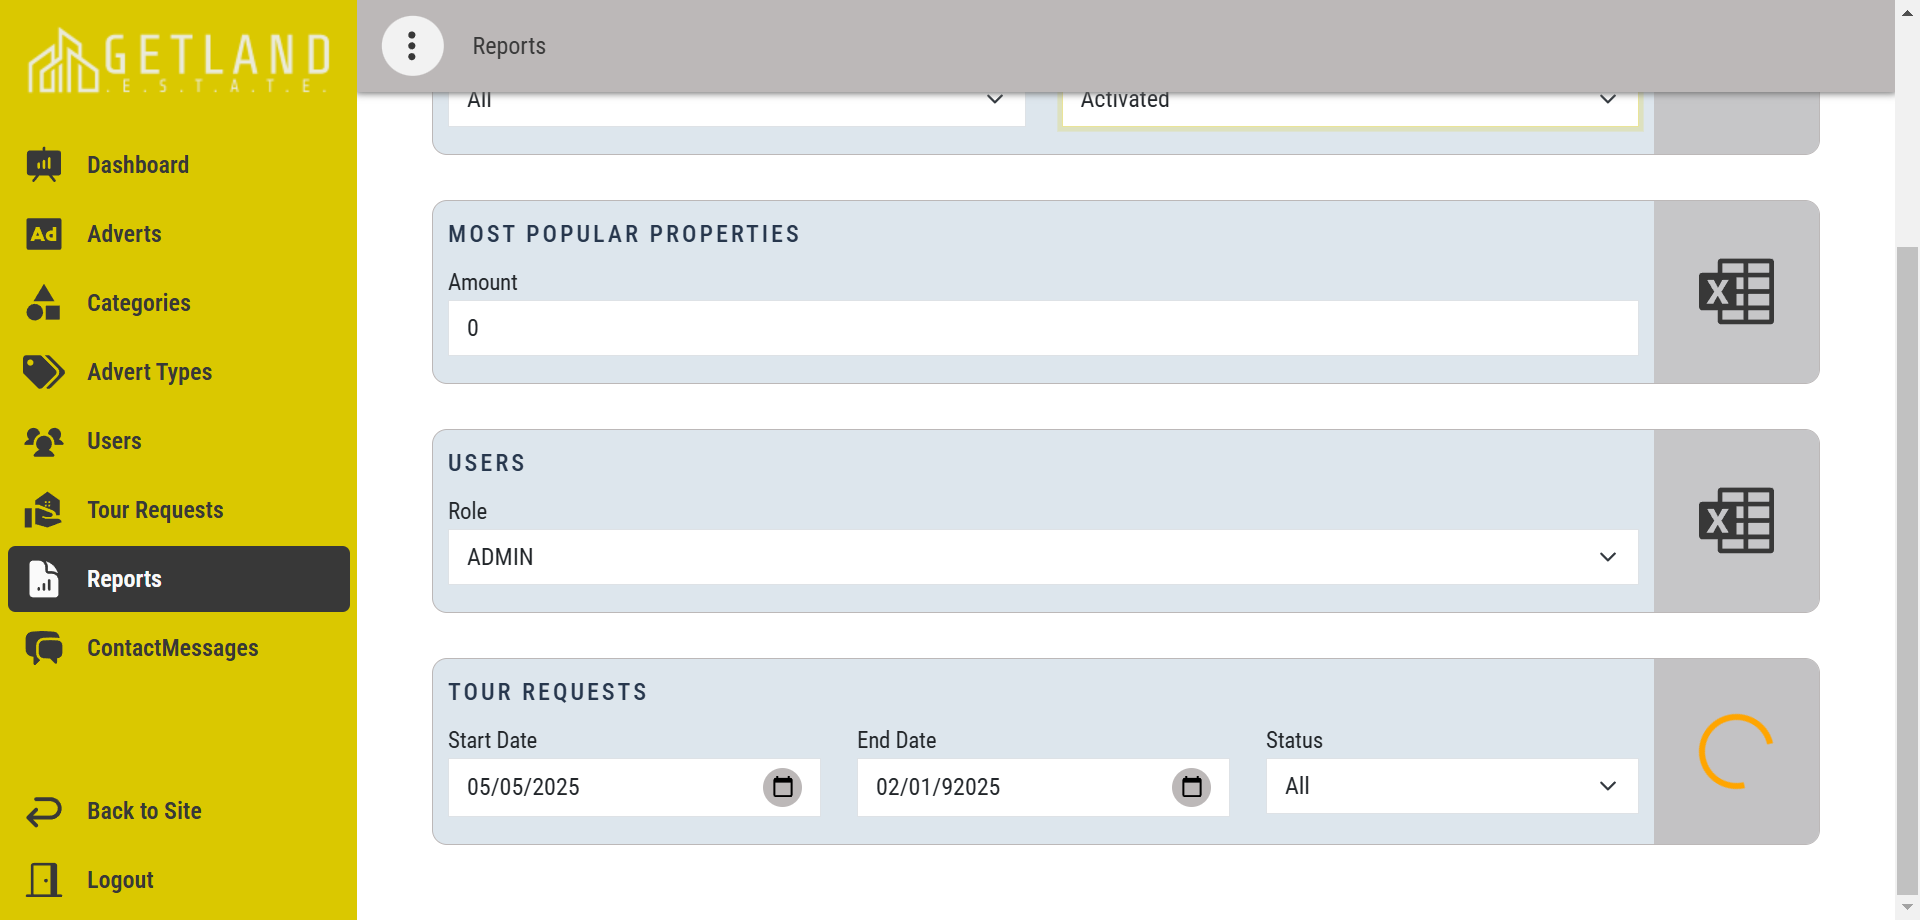 GETLAND
.E.S.T.A.T.E.
Dashboard
Ad Adverts
Categories
Advert Types
Users
Tour Requests
Reports
ContactMessages
Back to Site
Logout
Reports
All
Activated
MOST POPULAR PROPERTIES
Amount
0
X
USERS
Role
ADMIN
X
TOUR REQUESTS
Start Date End Date Status
05/05/2025 02/01/92025 All